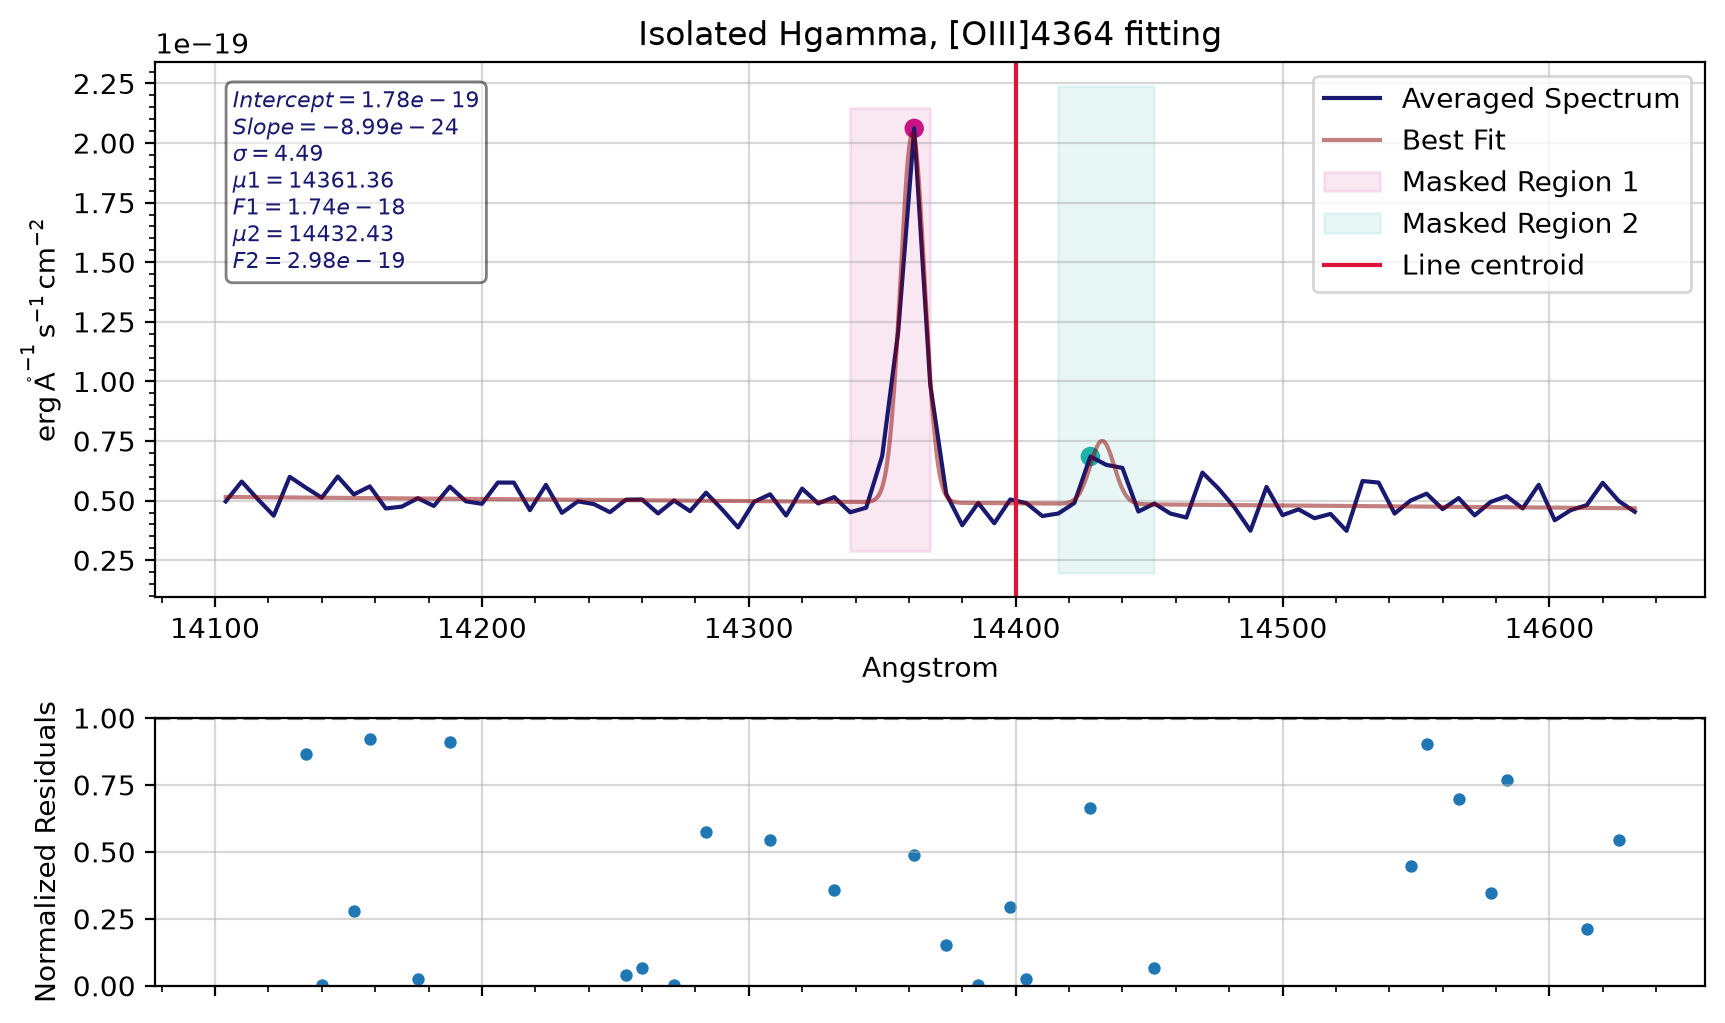 Isolated Hgamma, [OIII]4364 fitting
1e−19
Intercept = 1.78e − 19
Slope = −8.99e − 24
σ = 4.49
μ1 = 14361.36
F1 = 1.74e − 18
μ2 = 14432.43
F2 = 2.98e − 19
Averaged Spectrum
Best Fit
Masked Region 1
Masked Region 2
Line centroid
erg Å⁻¹ s⁻¹ cm⁻²
2.25
2.00
1.75
1.50
1.25
1.00
0.75
0.50
0.25
14100 14200 14300 14400 14500 14600
Angstrom
Normalized Residuals
1.00
0.75
0.50
0.25
0.00